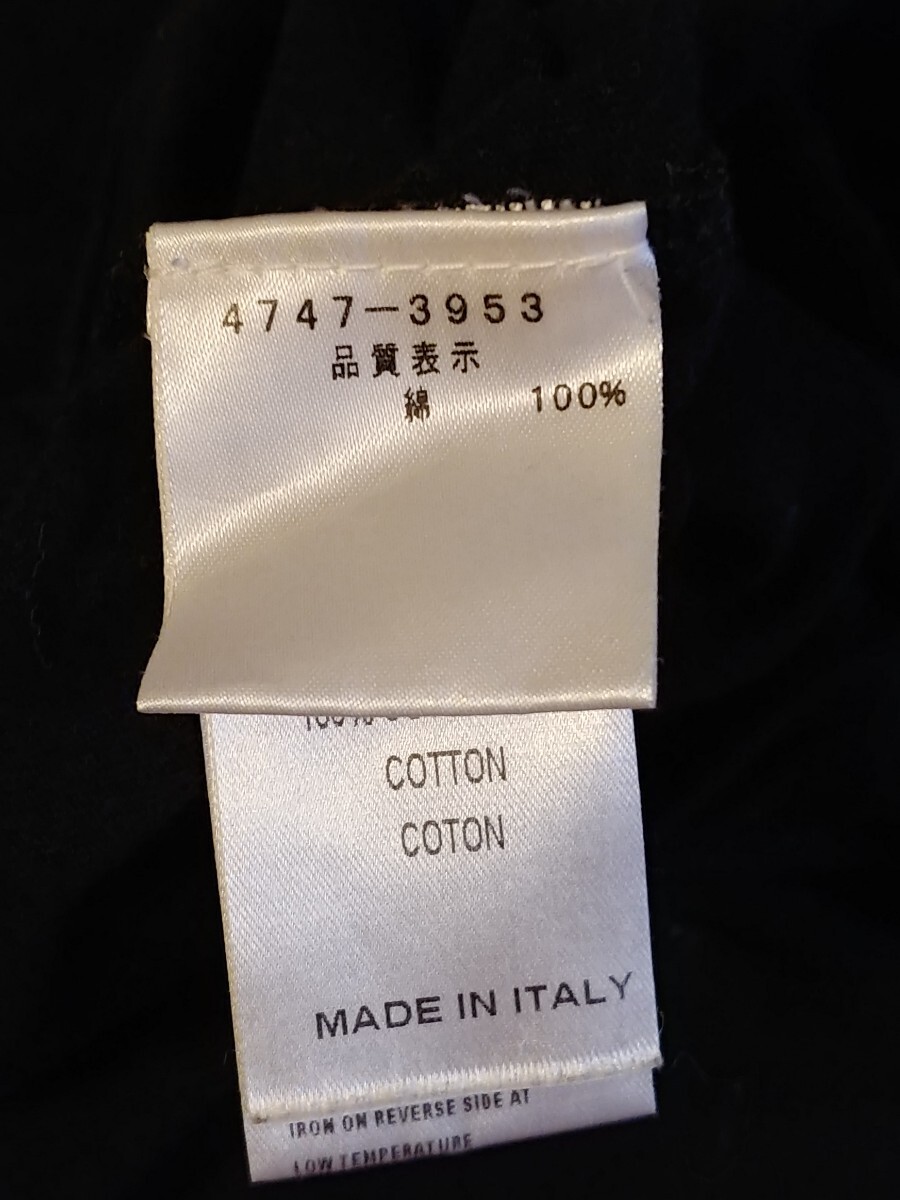 4747-3953
品質表示
綿 100%
100%
COTTON
COTON
MADE IN ITALY
IRON ON REVERSE SIDE AT
LOW TEMPERATURE